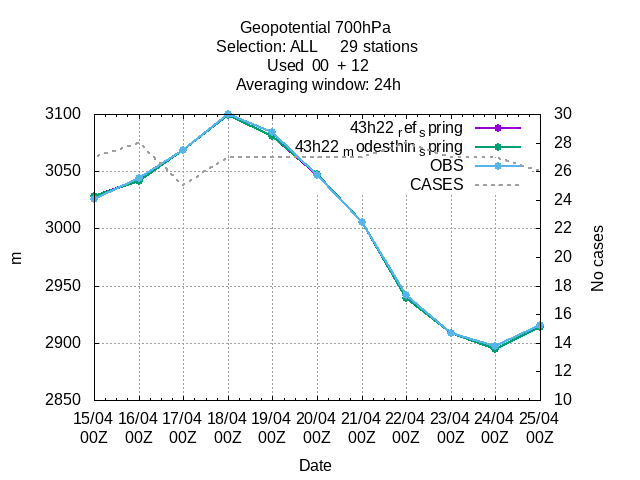 Geopotential 700hPa
Selection: ALL     29 stations
Used  00  + 12
Averaging window: 24h
3100
3050
3000
2950
2900
2850
m
30
28
26
24
22
20
18
16
14
12
10
No cases
43h22 ref spring
43h22 modesthin spring
OBS
CASES
15/04 16/04 17/04 18/04 19/04 20/04 21/04 22/04 23/04 24/04 25/04
00Z 00Z 00Z 00Z 00Z 00Z 00Z 00Z 00Z 00Z 00Z
Date